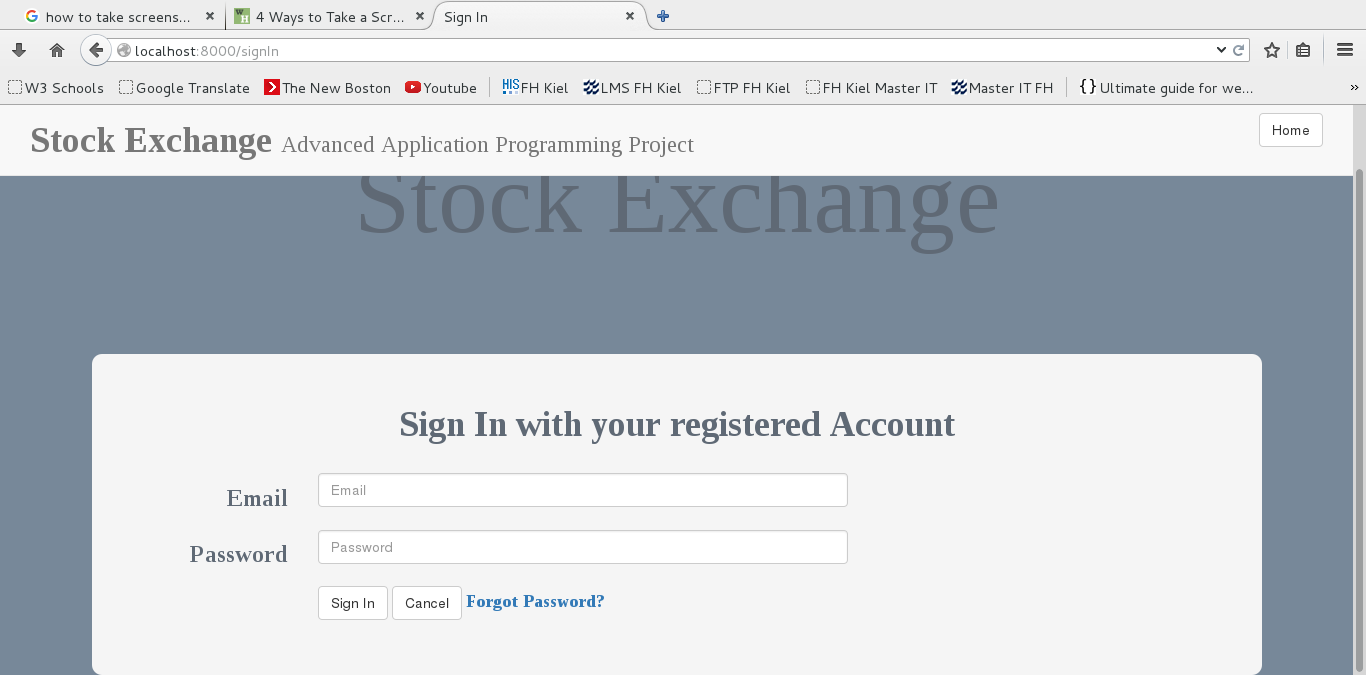 how to take screens...
4 Ways to Take a Scr...
Sign In
localhost:8000/signIn
W3 Schools
Google Translate
The New Boston
Youtube
HIS FH Kiel
LMS FH Kiel
FTP FH Kiel
FH Kiel Master IT
Master IT FH
{} Ultimate guide for we...
»
Stock Exchange Advanced Application Programming Project
Home
Stock Exchange
Sign In with your registered Account
Email
Email
Password
Password
Sign In
Cancel
Forgot Password?